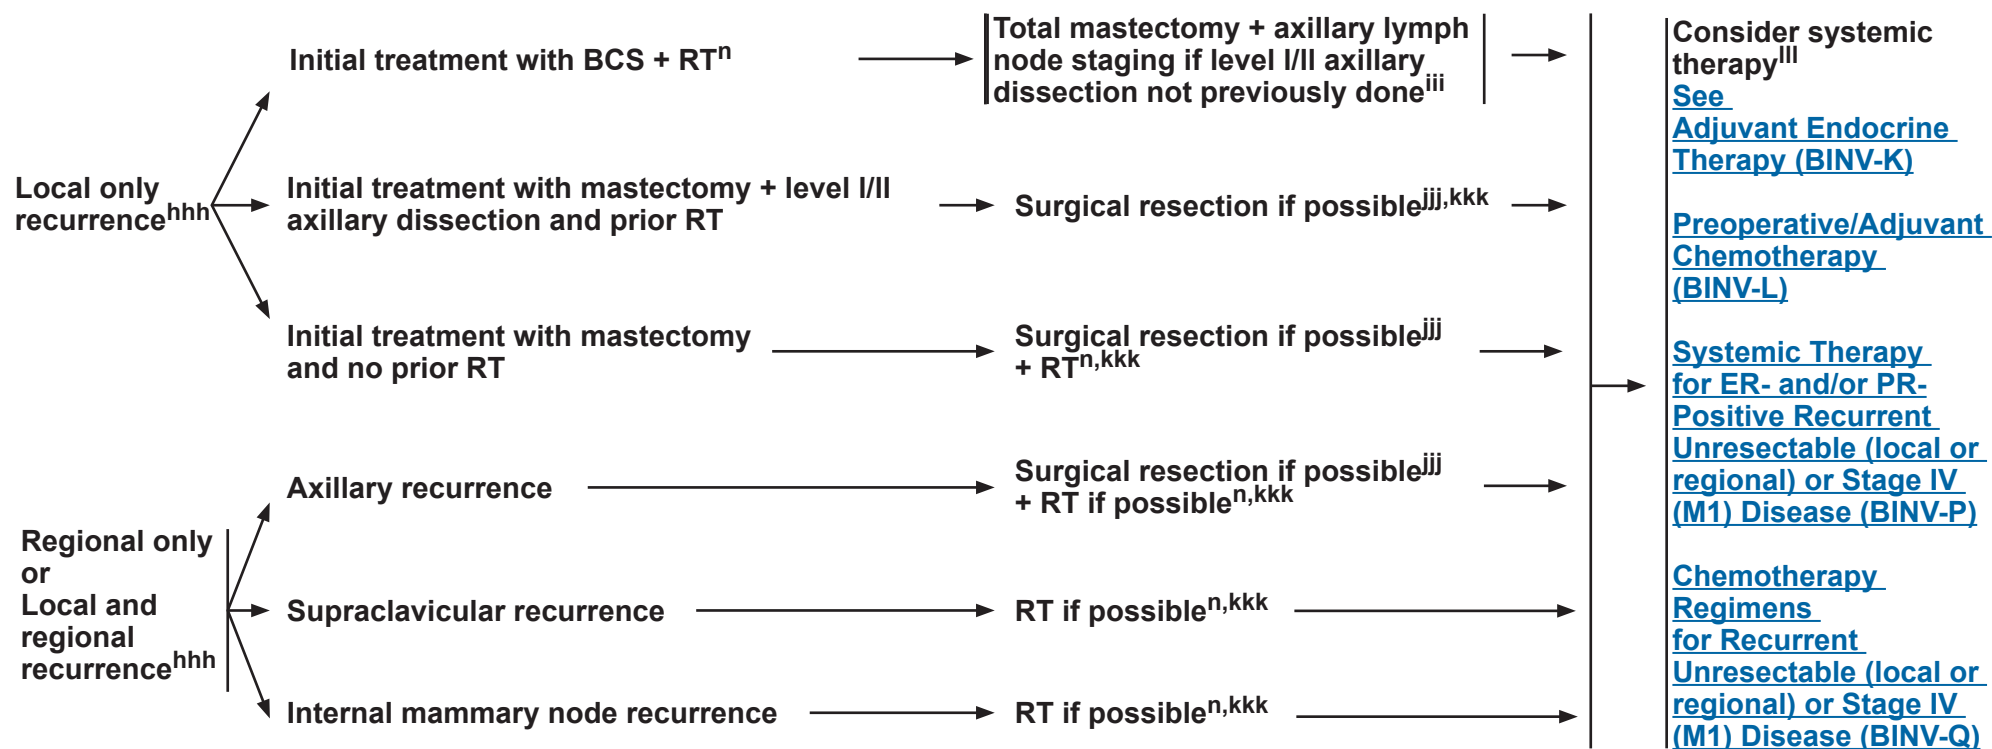 Initial treatment with BCS + RTⁿ
Total mastectomy + axillary lymph
node staging if level I/II axillary
dissection not previously doneⁱⁱⁱ
Local only
recurrenceʰʰʰ
Initial treatment with mastectomy + level I/II
axillary dissection and prior RT
Surgical resection if possibleʲʲʲ,ᵏᵏᵏ
Initial treatment with mastectomy
and no prior RT
Surgical resection if possibleʲʲʲ
+ RTⁿ,ᵏᵏᵏ
Regional only
or
Local and
regional
recurrenceʰʰʰ
Axillary recurrence
Surgical resection if possibleʲʲʲ
+ RT if possibleⁿ,ᵏᵏᵏ
Supraclavicular recurrence
RT if possibleⁿ,ᵏᵏᵏ
Internal mammary node recurrence
RT if possibleⁿ,ᵏᵏᵏ
Consider systemic
therapyˡˡˡ
See
Adjuvant Endocrine
Therapy (BINV-K)
Preoperative/Adjuvant
Chemotherapy
(BINV-L)
Systemic Therapy
for ER- and/or PR-
Positive Recurrent
Unresectable (local or
regional) or Stage IV
(M1) Disease (BINV-P)
Chemotherapy
Regimens
for Recurrent
Unresectable (local or
regional) or Stage IV
(M1) Disease (BINV-Q)